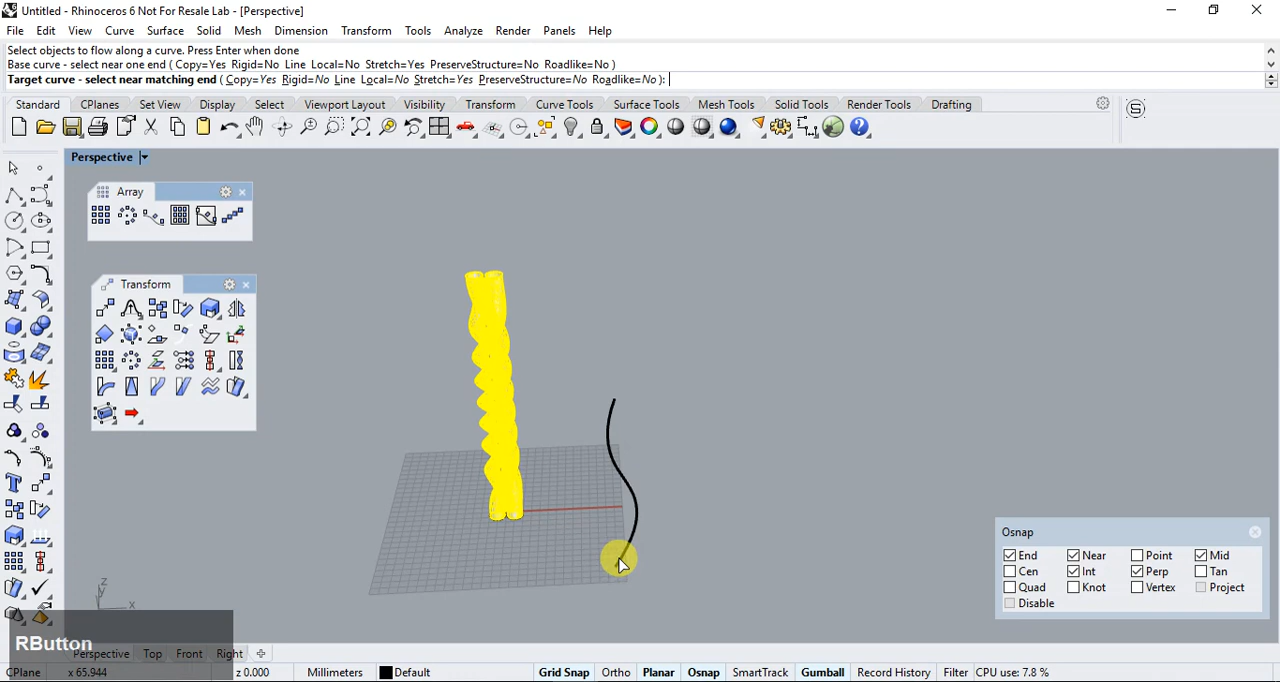 Untitled - Rhinoceros 6 Not For Resale Lab - [Perspective]
File Edit View Curve Surface Solid Mesh Dimension Transform Tools Analyze Render Panels Help
Select objects to flow along a curve. Press Enter when done
Base curve - select near one end ( Copy=Yes Rigid=No Line Local=No Stretch=Yes PreserveStructure=No Roadlike=No )
Target curve - select near matching end ( Copy=Yes Rigid=No Line Local=No Stretch=Yes PreserveStructure=No Roadlike=No ):
Standard CPlanes Set View Display Select Viewport Layout Visibility Transform Curve Tools Surface Tools Mesh Tools Solid Tools Render Tools Drafting
Perspective
Array
Transform
Osnap
End Near Point Mid
Cen Int Perp Tan
Quad Knot Vertex Project
Disable
z
y
x
RButton
Perspective Top Front Right
CPlane x 65.944 z 0.000 Millimeters Default Grid Snap Ortho Planar Osnap SmartTrack Gumball Record History Filter CPU use: 7.8 %